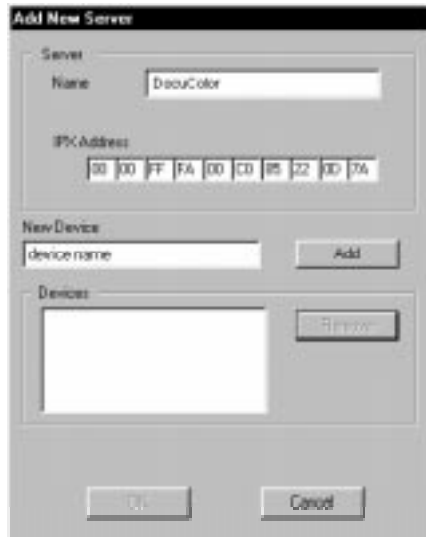 Add New Server
Server
Name DocuColor
IPX Address
00 00 FF FA 00 C0 85 22 0D 7A
New Device
device name
Add
Devices
Remove
OK
Cancel